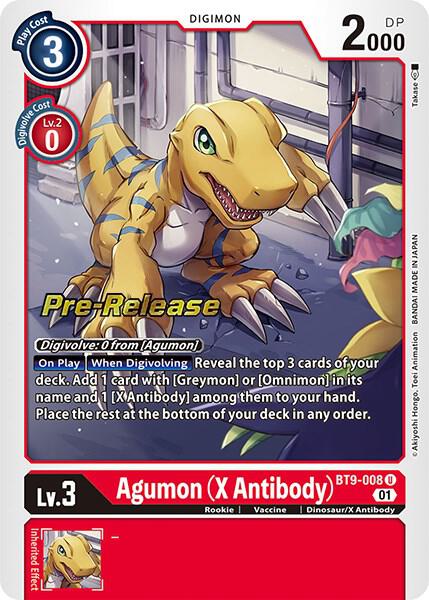 Play Cost
3
DIGIMON
DP
2000
Digivolve Cost
Lv.2
0
Takase
Pre-Release
Digivolve: 0 from [Agumon]
On Play When Digivolving Reveal the top 3 cards of your
deck. Add 1 card with [Greymon] or [Omnimon] in its
name and 1 [X Antibody] among them to your hand.
Place the rest at the bottom of your deck in any order.
© Akiyoshi Hongo, Toei Animation BANDAI MADE IN JAPAN
Lv.3
Agumon (X Antibody)
BT9-008 U
01
Rookie | Vaccine | Dinosaur/X Antibody
Inherited Effect
–